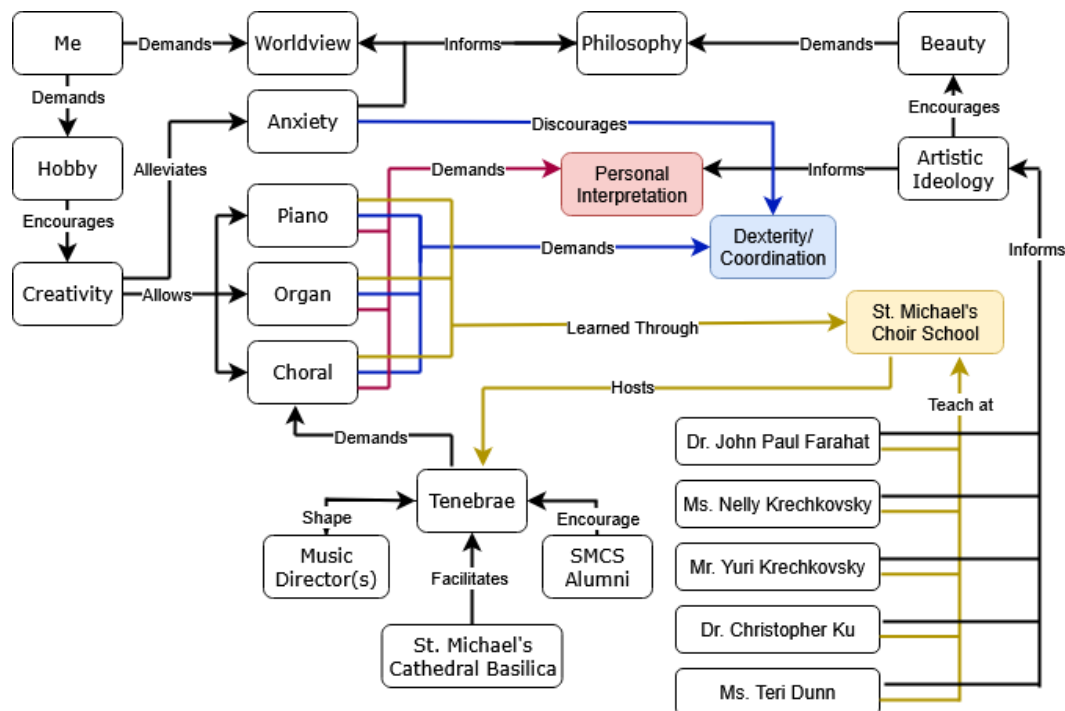 Me
Demands
Worldview
Informs
Philosophy
Demands
Beauty
Demands
Anxiety
Discourages
Encourages
Hobby
Alleviates
Demands
Personal
Interpretation
Informs
Artistic
Ideology
Encourages
Piano
Demands
Dexterity/
Coordination
Informs
Creativity
Allows
Organ
Learned Through
St. Michael's
Choir School
Choral
Hosts
Teach at
Demands
Dr. John Paul Farahat
Tenebrae
Ms. Nelly Krechkovsky
Shape
Encourage
Music
Director(s)
Facilitates
SMCS
Alumni
Mr. Yuri Krechkovsky
St. Michael's
Cathedral Basilica
Dr. Christopher Ku
Ms. Teri Dunn